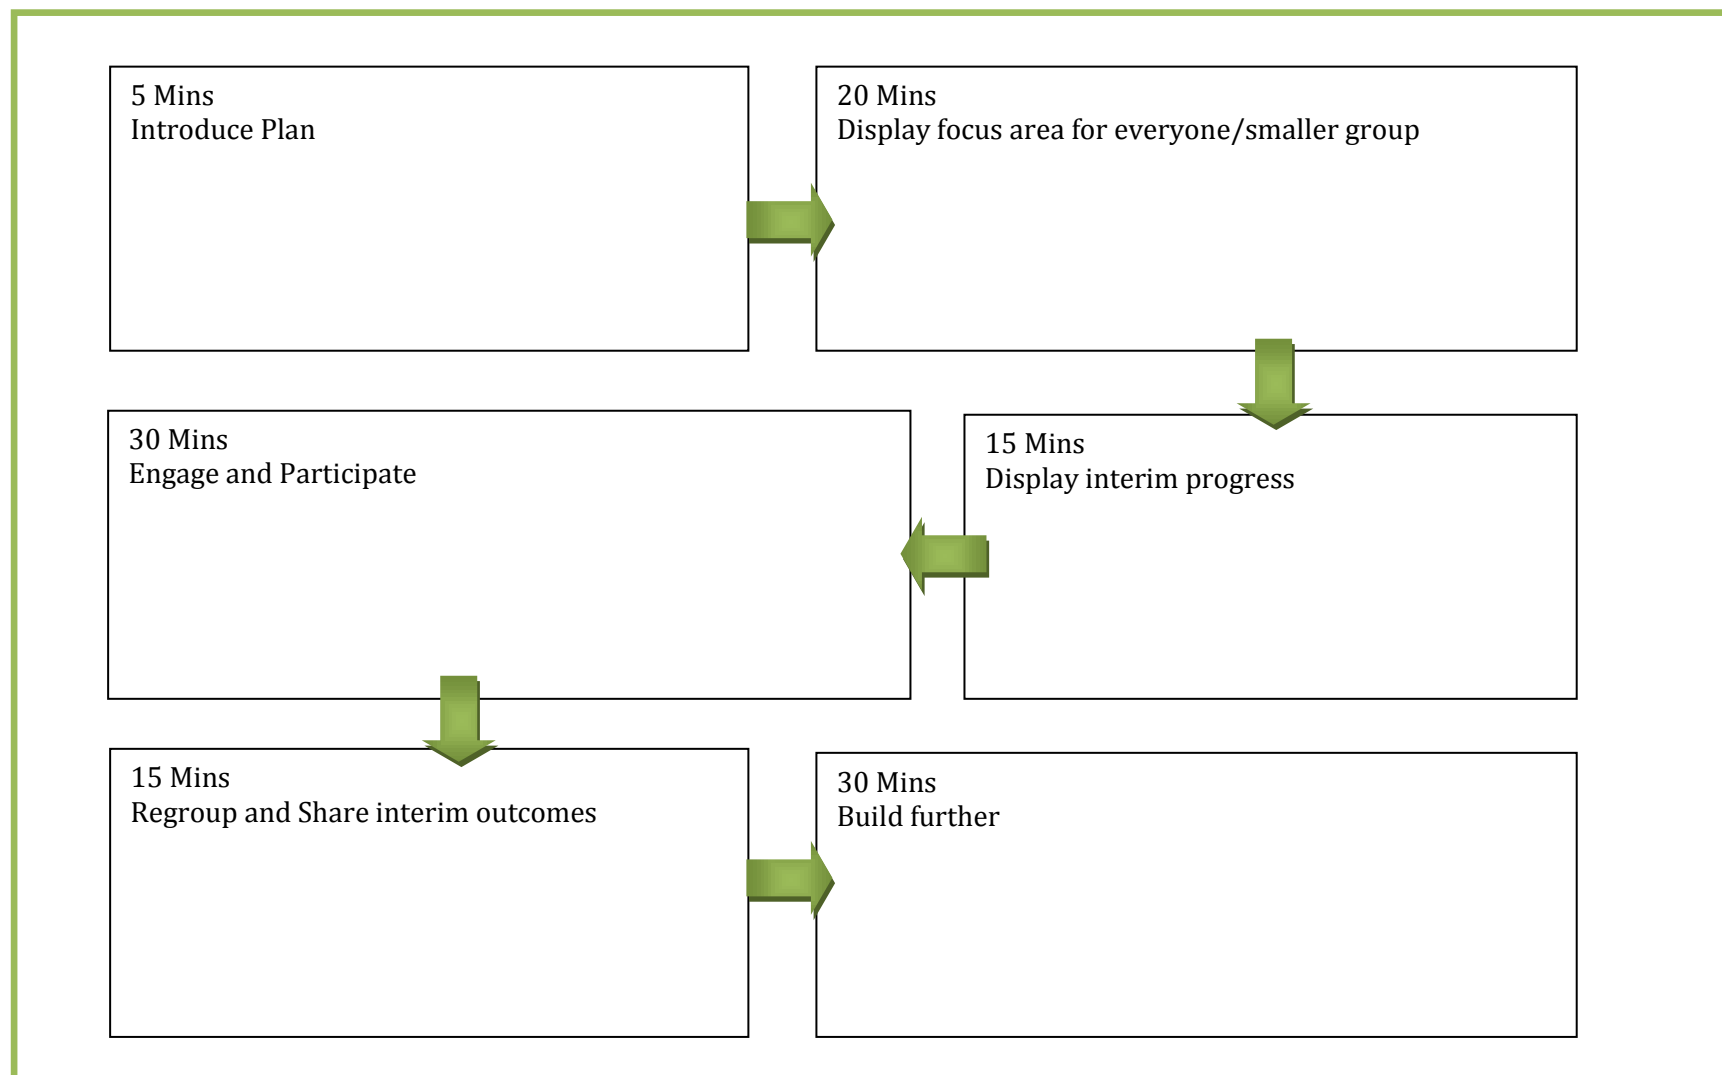 5 Mins
Introduce Plan
20 Mins
Display focus area for everyone/smaller group
15 Mins
Display interim progress
30 Mins
Engage and Participate
15 Mins
Regroup and Share interim outcomes
30 Mins
Build further